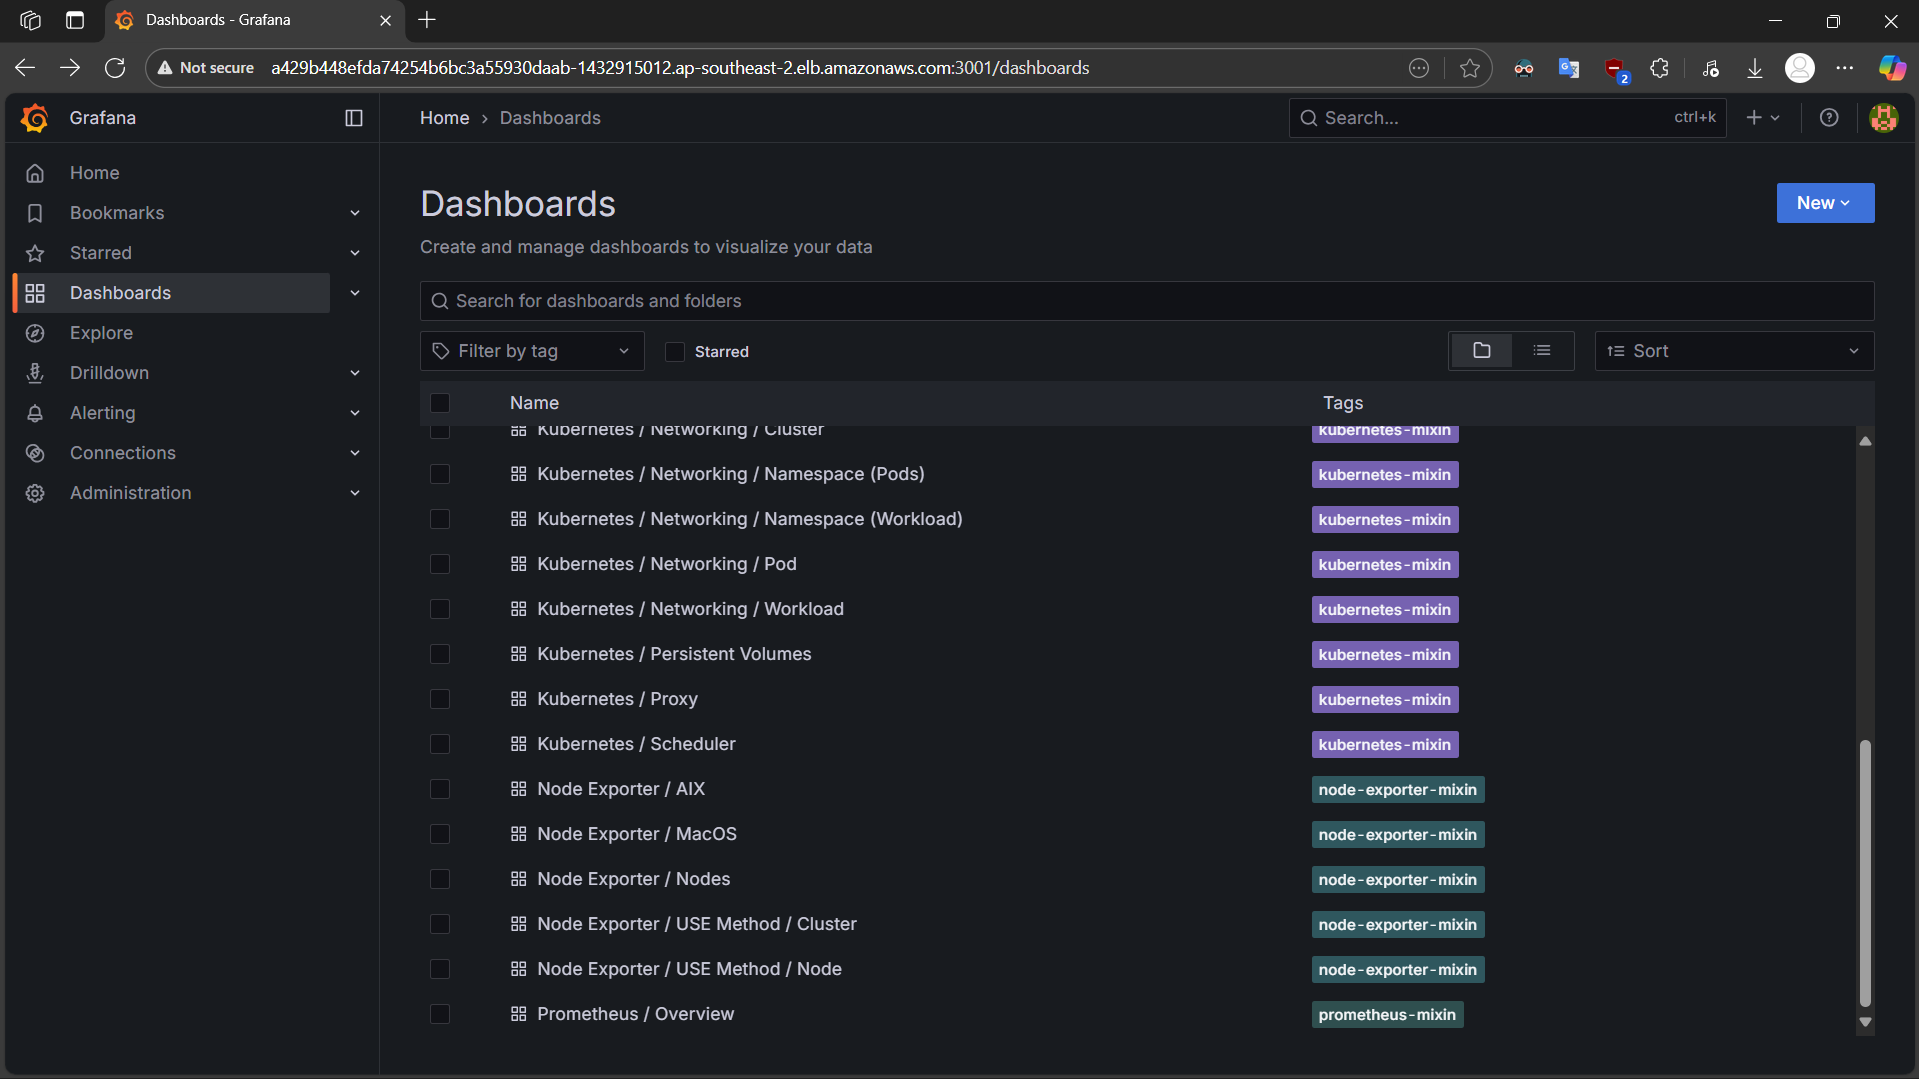 Dashboards - Grafana
Not secure a429b448efda74254b6bc3a55930daab-1432915012.ap-southeast-2.elb.amazonaws.com:3001/dashboards
2
Grafana
Home › Dashboards
Search...
ctrl+k
Home
Bookmarks
Starred
Dashboards
Explore
Drilldown
Alerting
Connections
Administration
Dashboards
New
Create and manage dashboards to visualize your data
Search for dashboards and folders
Filter by tag
Starred
Sort
Name Tags
Kubernetes / Networking / Cluster kubernetes-mixin
Kubernetes / Networking / Namespace (Pods) kubernetes-mixin
Kubernetes / Networking / Namespace (Workload) kubernetes-mixin
Kubernetes / Networking / Pod kubernetes-mixin
Kubernetes / Networking / Workload kubernetes-mixin
Kubernetes / Persistent Volumes kubernetes-mixin
Kubernetes / Proxy kubernetes-mixin
Kubernetes / Scheduler kubernetes-mixin
Node Exporter / AIX node-exporter-mixin
Node Exporter / MacOS node-exporter-mixin
Node Exporter / Nodes node-exporter-mixin
Node Exporter / USE Method / Cluster node-exporter-mixin
Node Exporter / USE Method / Node node-exporter-mixin
Prometheus / Overview prometheus-mixin